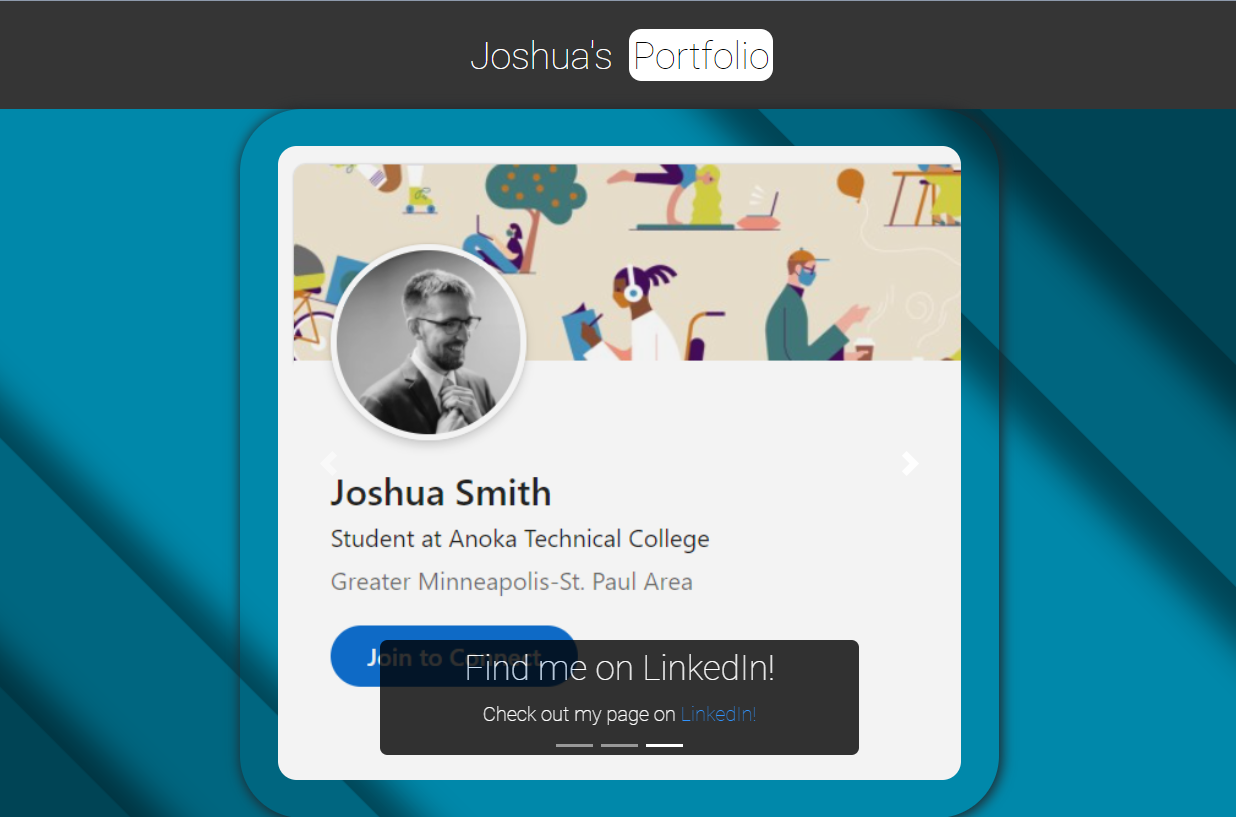 Joshua's Portfolio
Joshua Smith
Student at Anoka Technical College
Greater Minneapolis-St. Paul Area
Join to Connect
Find me on LinkedIn!
Check out my page on LinkedIn!